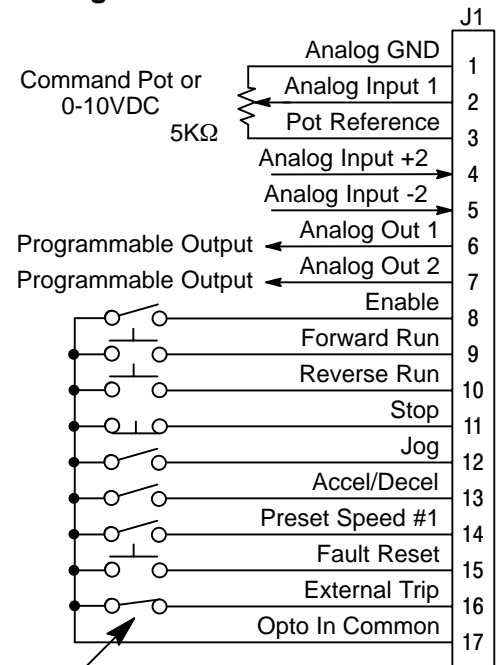 J1
Analog GND
1
Command Pot or
0-10VDC
Analog Input 1
2
5KΩ
Pot Reference
3
Analog Input +2
4
Analog Input -2
5
Programmable Output
Analog Out 1
6
Programmable Output
Analog Out 2
7
Enable
8
Forward Run
9
Reverse Run
10
Stop
11
Jog
12
Accel/Decel
13
Preset Speed #1
14
Fault Reset
15
External Trip
16
Opto In Common
17